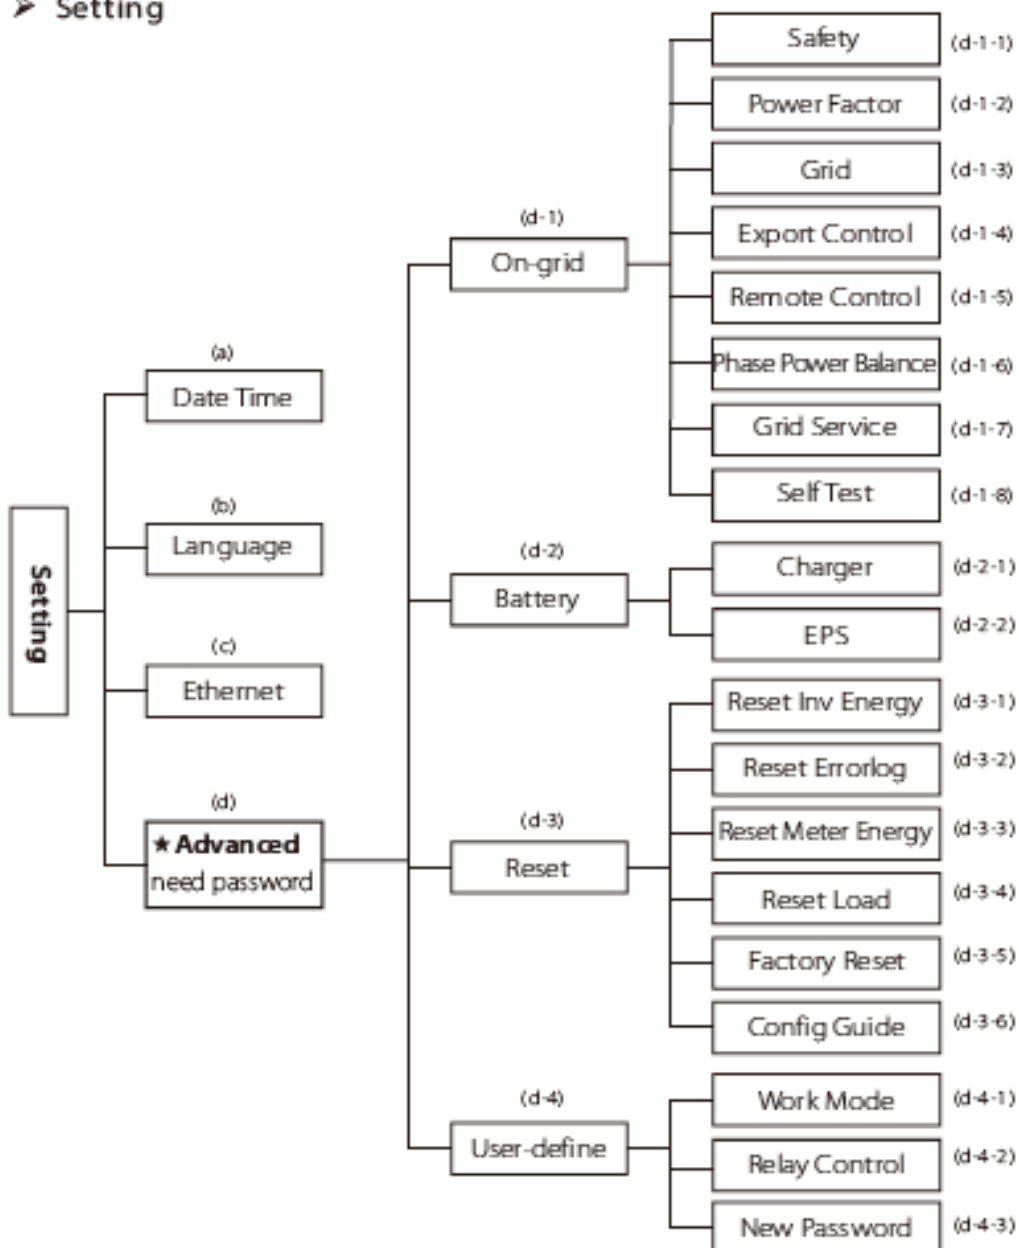 ➤ Setting
Setting
(a)
Date Time
(b)
Language
(c)
Ethernet
(d)
★ Advanced
need password
(d-1)
On-grid
Safety (d-1-1)
Power Factor (d-1-2)
Grid (d-1-3)
Export Control (d-1-4)
Remote Control (d-1-5)
Phase Power Balance (d-1-6)
Grid Service (d-1-7)
Self Test (d-1-8)
(d-2)
Battery
Charger (d-2-1)
EPS (d-2-2)
(d-3)
Reset
Reset Inv Energy (d-3-1)
Reset Errorlog (d-3-2)
Reset Meter Energy (d-3-3)
Reset Load (d-3-4)
Factory Reset (d-3-5)
Config Guide (d-3-6)
(d-4)
User-define
Work Mode (d-4-1)
Relay Control (d-4-2)
New Password (d-4-3)